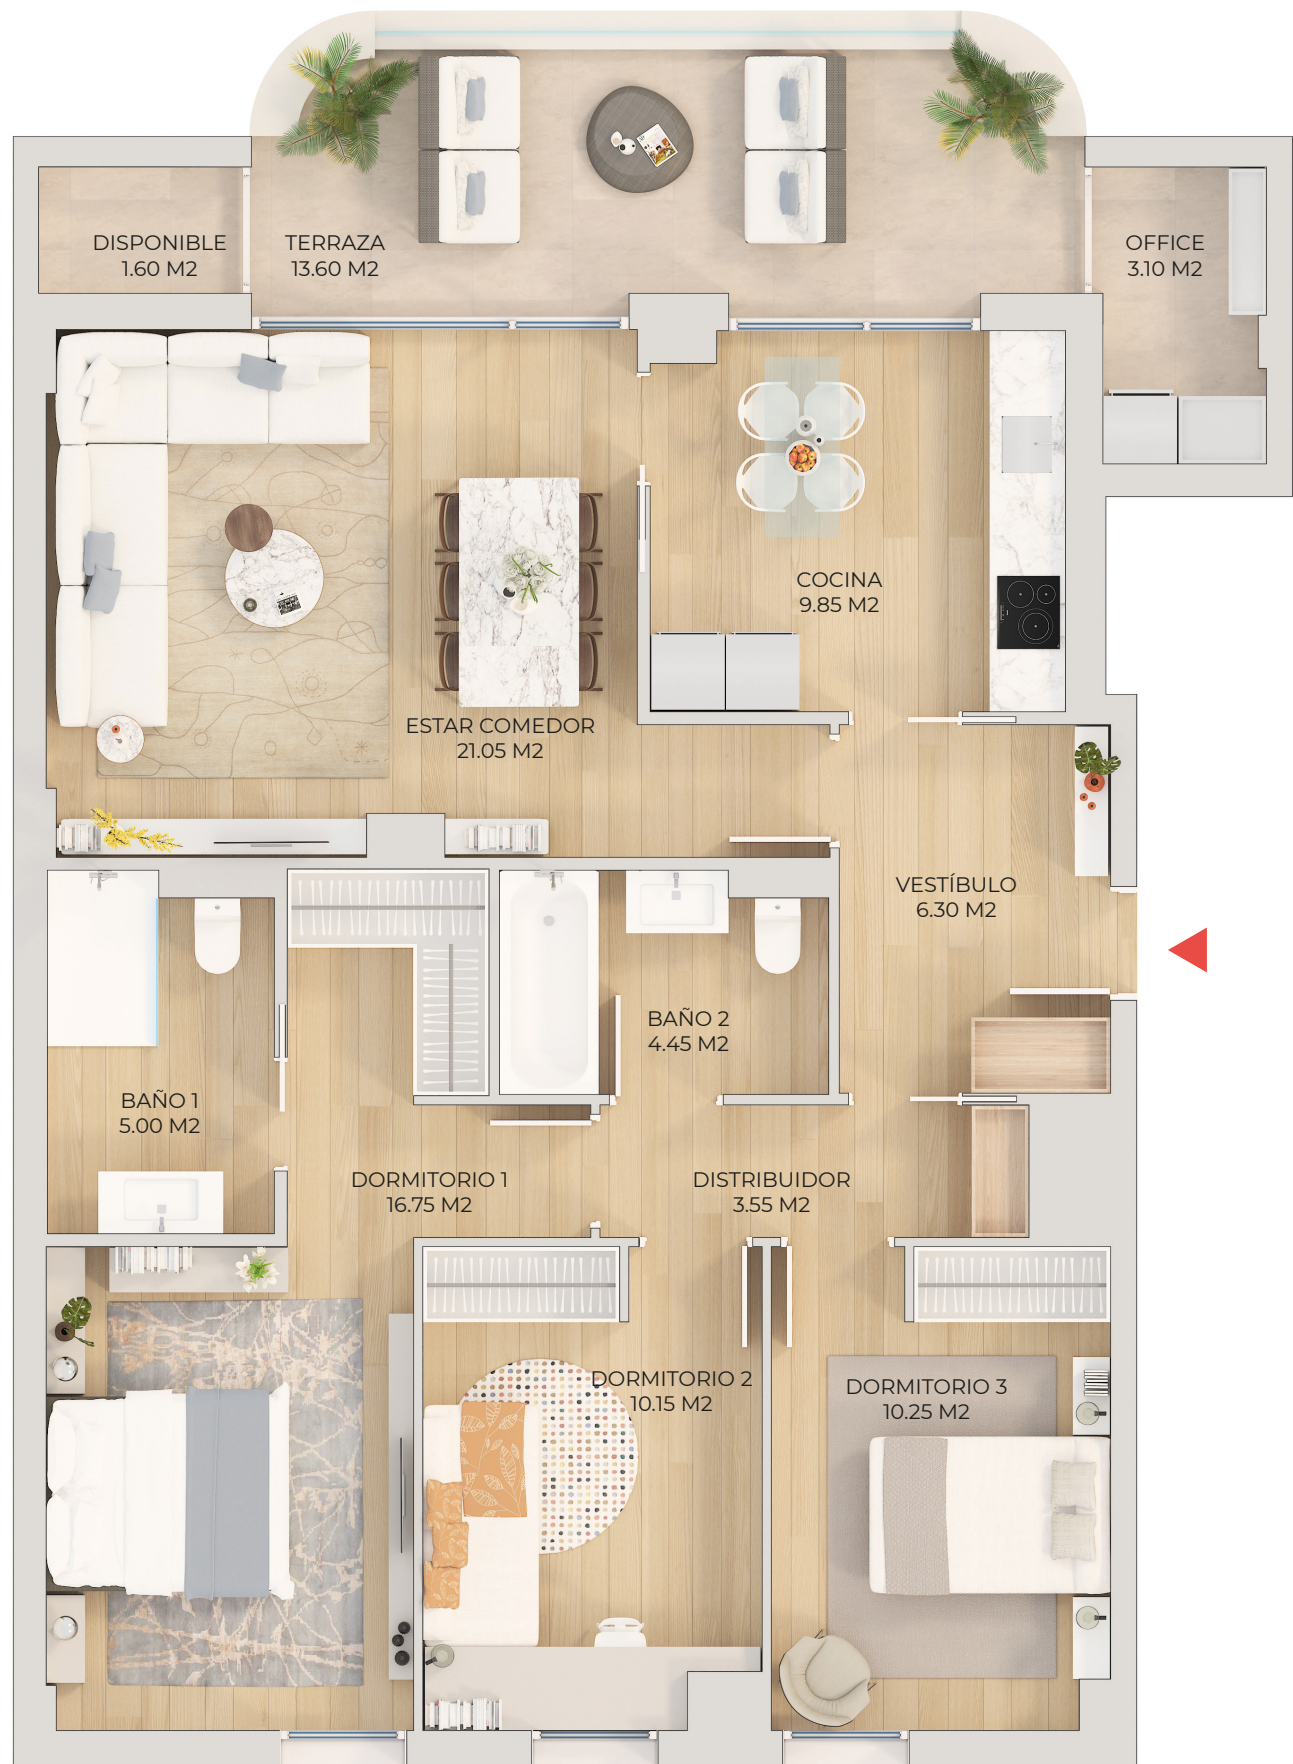 DISPONIBLE
1.60 M2
TERRAZA
13.60 M2
OFFICE
3.10 M2
COCINA
9.85 M2
ESTAR COMEDOR
21.05 M2
VESTÍBULO
6.30 M2
BAÑO 2
4.45 M2
BAÑO 1
5.00 M2
DORMITORIO 1
16.75 M2
DISTRIBUIDOR
3.55 M2
DORMITORIO 2
10.15 M2
DORMITORIO 3
10.25 M2